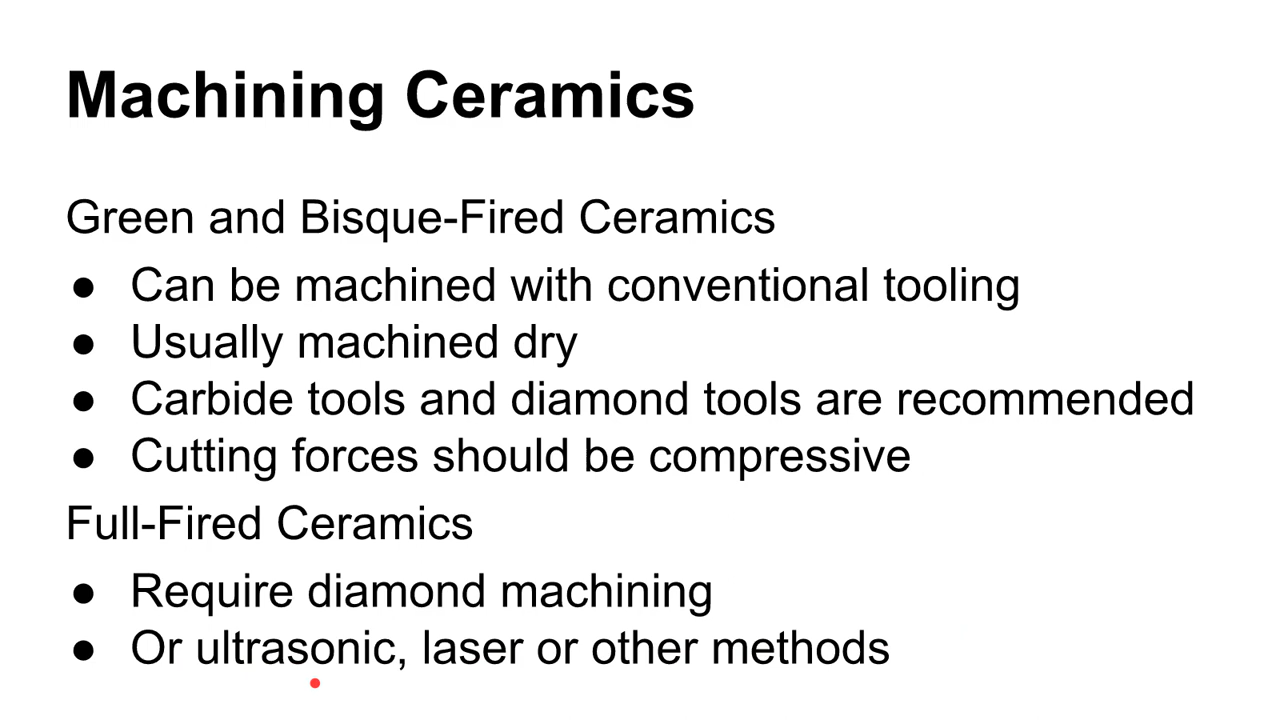 Machining Ceramics
Green and Bisque-Fired Ceramics
● Can be machined with conventional tooling
● Usually machined dry
● Carbide tools and diamond tools are recommended
● Cutting forces should be compressive
Full-Fired Ceramics
● Require diamond machining
● Or ultrasonic, laser or other methods